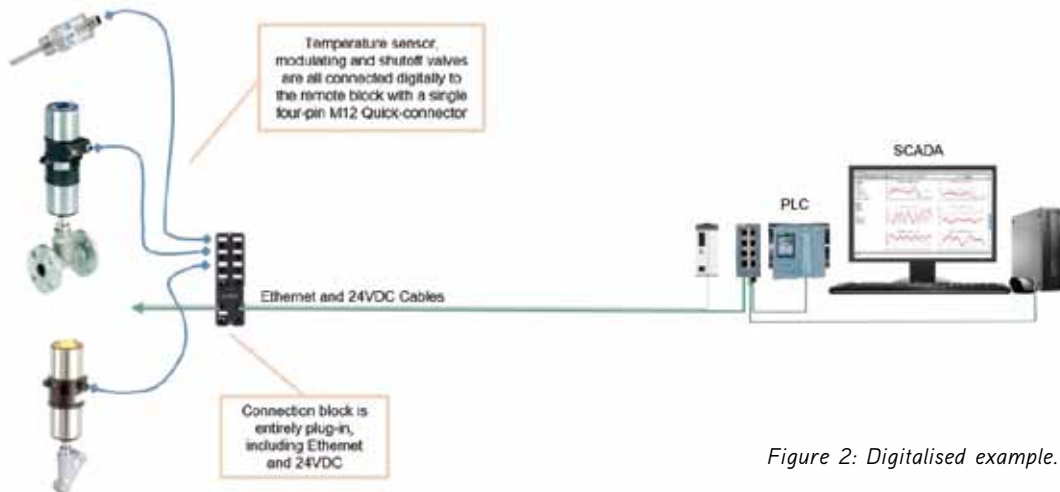 Temperature sensor,
modulating and shutoff valves
are all connected digitally to
the remote block with a single
four-pin M12 Quick-connector
SCADA
PLC
Ethernet and 24VDC Cables
Connection block is
entirely plug-in,
including Ethernet
and 24VDC
Figure 2: Digitalised example.